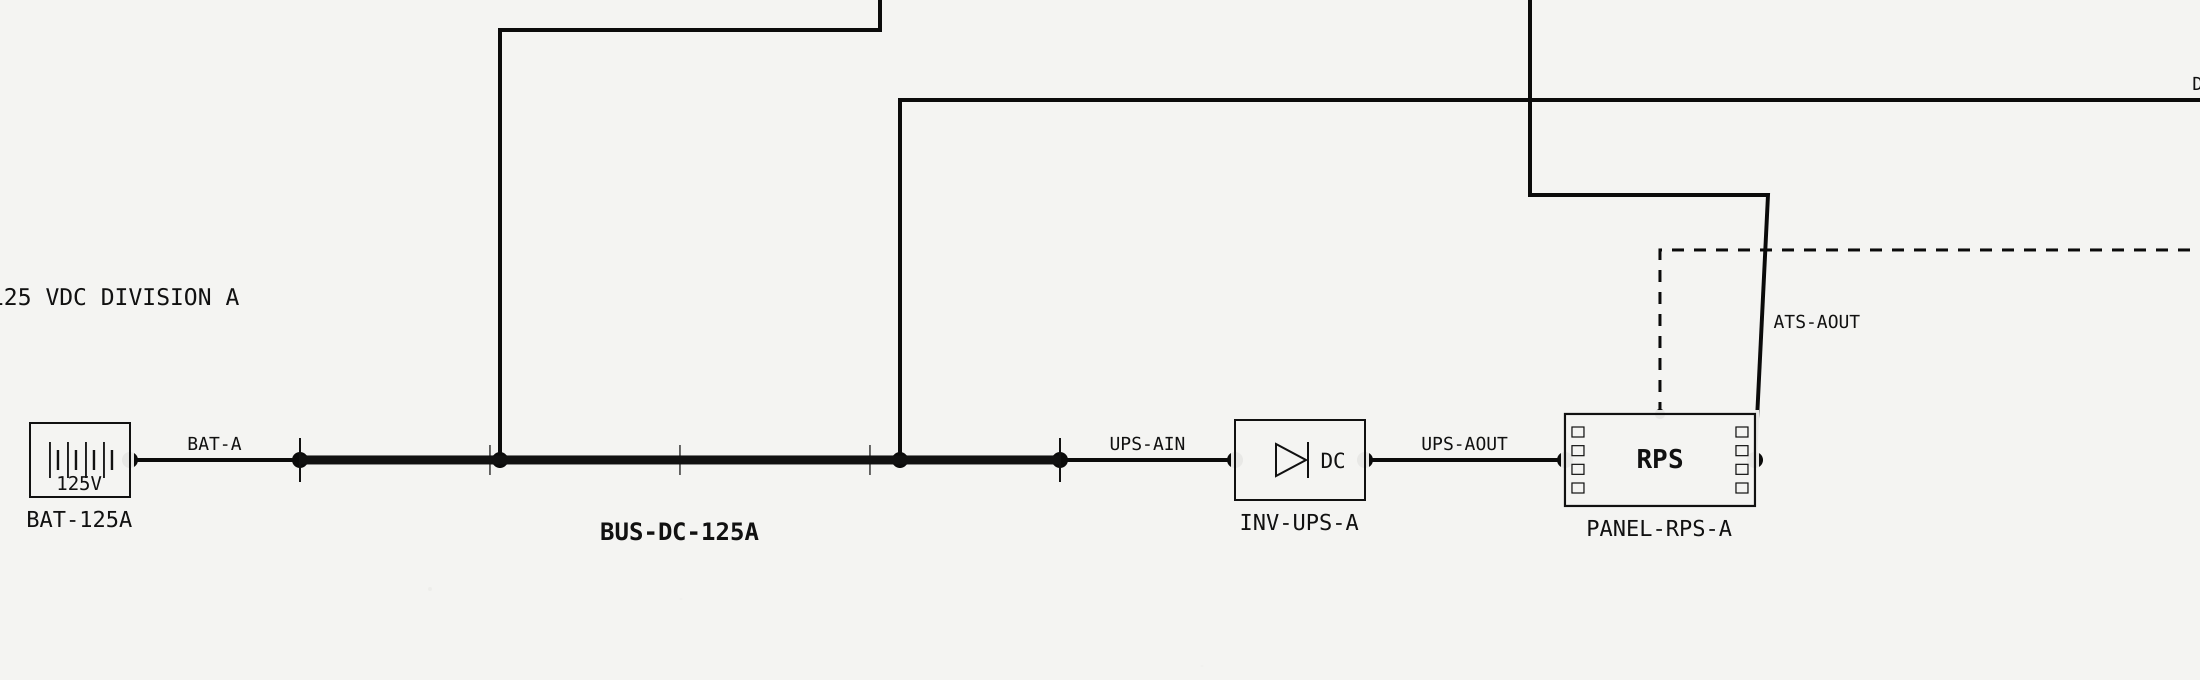 125 VDC DIVISION A
ATS-AOUT
BAT-A
UPS-AIN
UPS-AOUT
125V
DC
RPS
BAT-125A
BUS-DC-125A
INV-UPS-A
PANEL-RPS-A